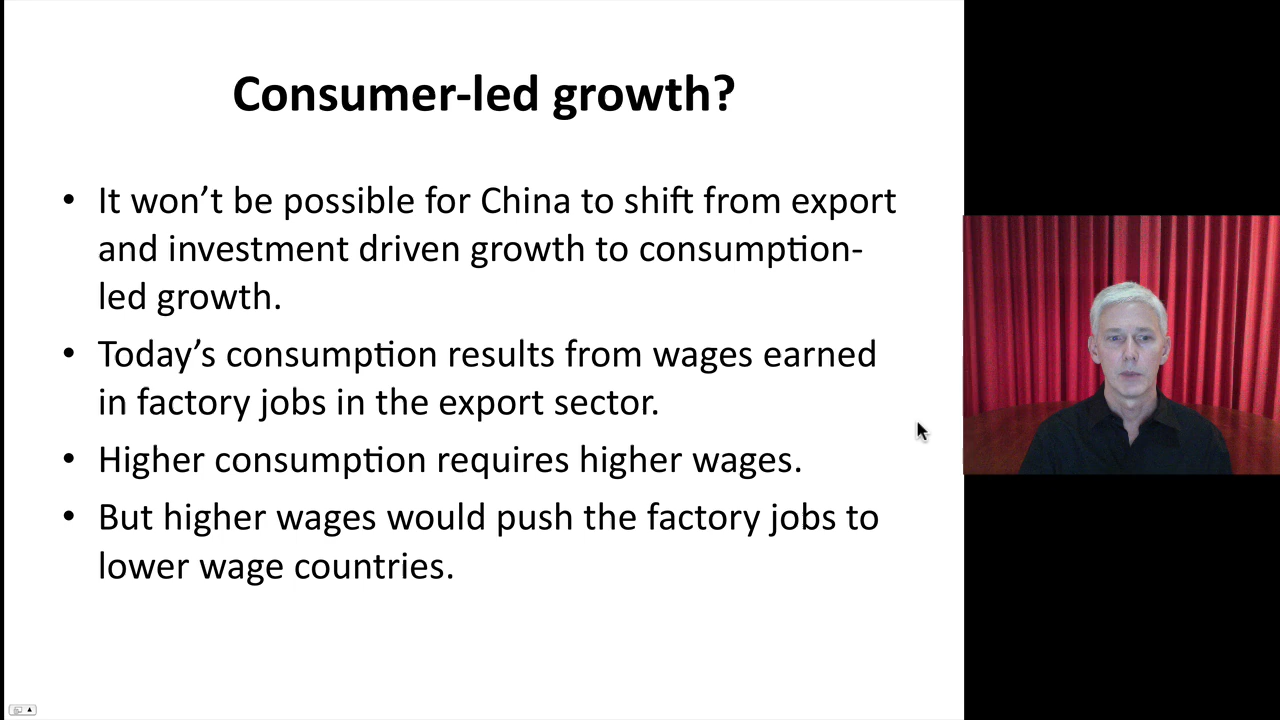 Consumer-led growth?
• It won’t be possible for China to shift from export
and investment driven growth to consumption-
led growth.
• Today’s consumption results from wages earned
in factory jobs in the export sector.
• Higher consumption requires higher wages.
• But higher wages would push the factory jobs to
lower wage countries.